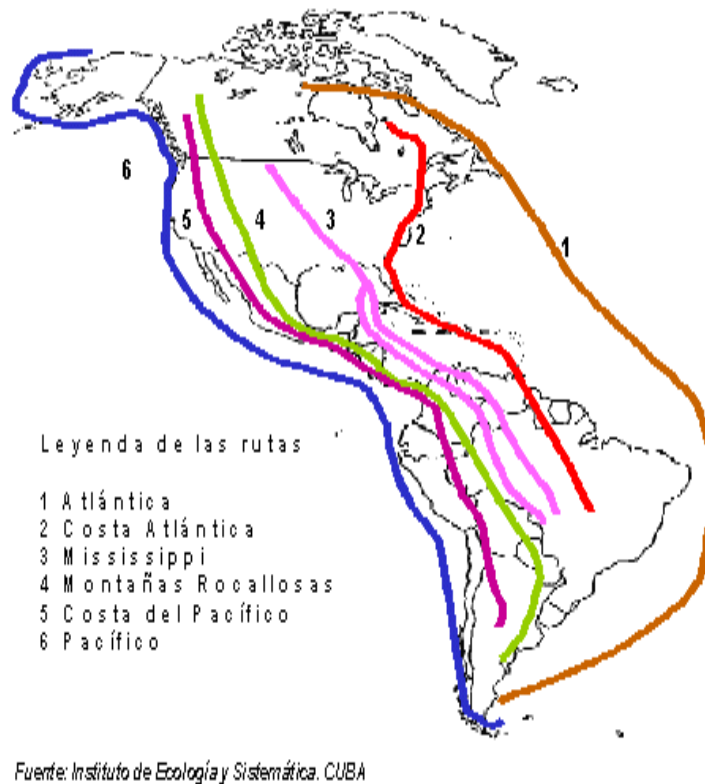 6
5
4
3
2
1
Leyenda de las rutas
1 Atlántica
2 Costa Atlántica
3 Mississippi
4 Montañas Rocallosas
5 Costa del Pacífico
6 Pacífico
Fuente: Instituto de Ecología y Sistemática. CUBA